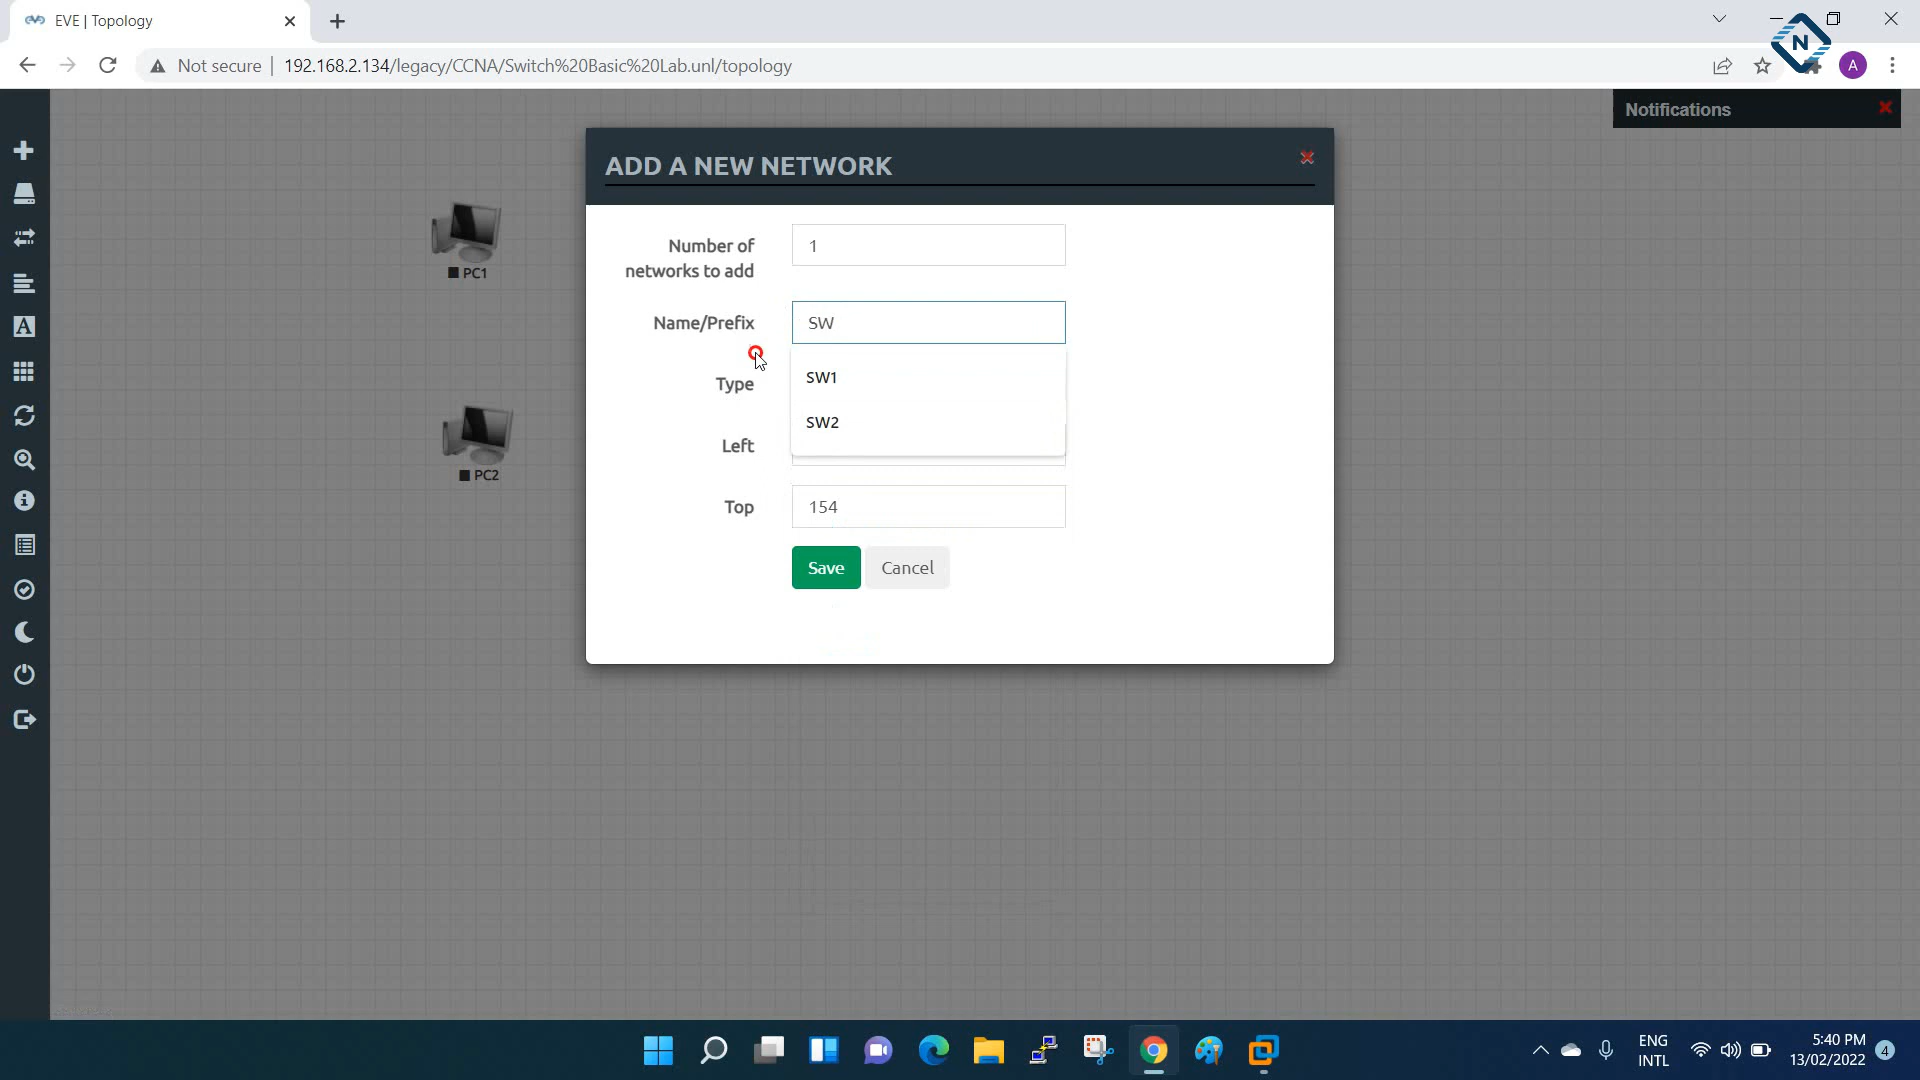 EVE | Topology
Not secure
192.168.2.134/legacy/CCNA/Switch%20Basic%20Lab.unl/topology
N
A
Notifications
ADD A NEW NETWORK
Number of
networks to add
1
Name/Prefix
SW
SW1
SW2
Type
Left
Top
154
Save
Cancel
A
PC1
PC2
ENG
INTL
5:40 PM
13/02/2022
4